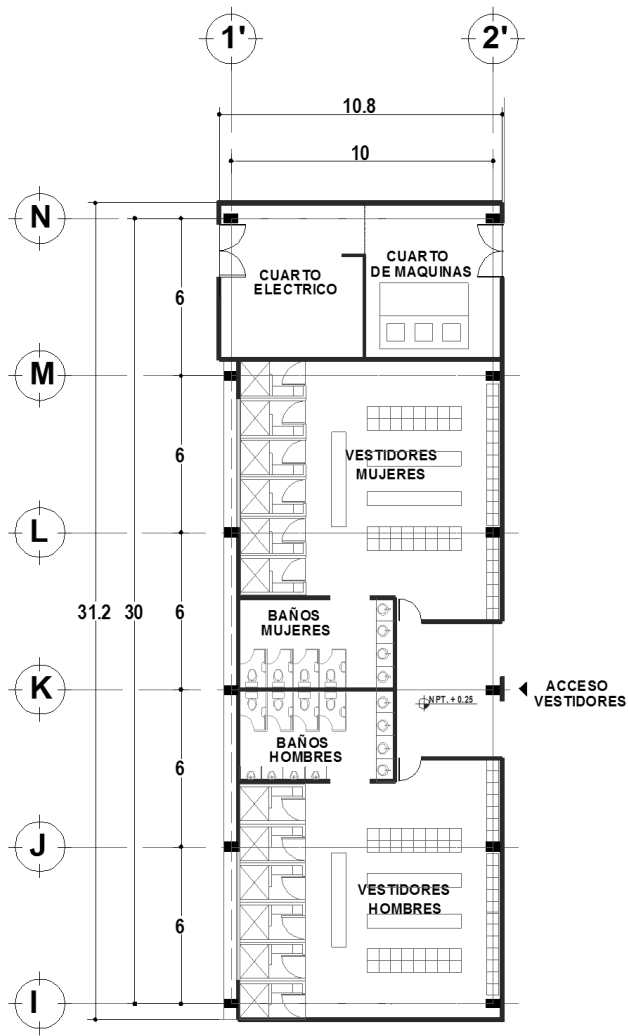 1' 2'
10.8
10
N
CUARTO
ELECTRICO
CUARTO
DE MAQUINAS
6
M
6
VESTIDORES
MUJERES
L
31.2 30 6
BAÑOS
MUJERES
K
NPT. + 0.25
ACCESO
VESTIDORES
BAÑOS
HOMBRES
6
J
VESTIDORES
HOMBRES
6
I